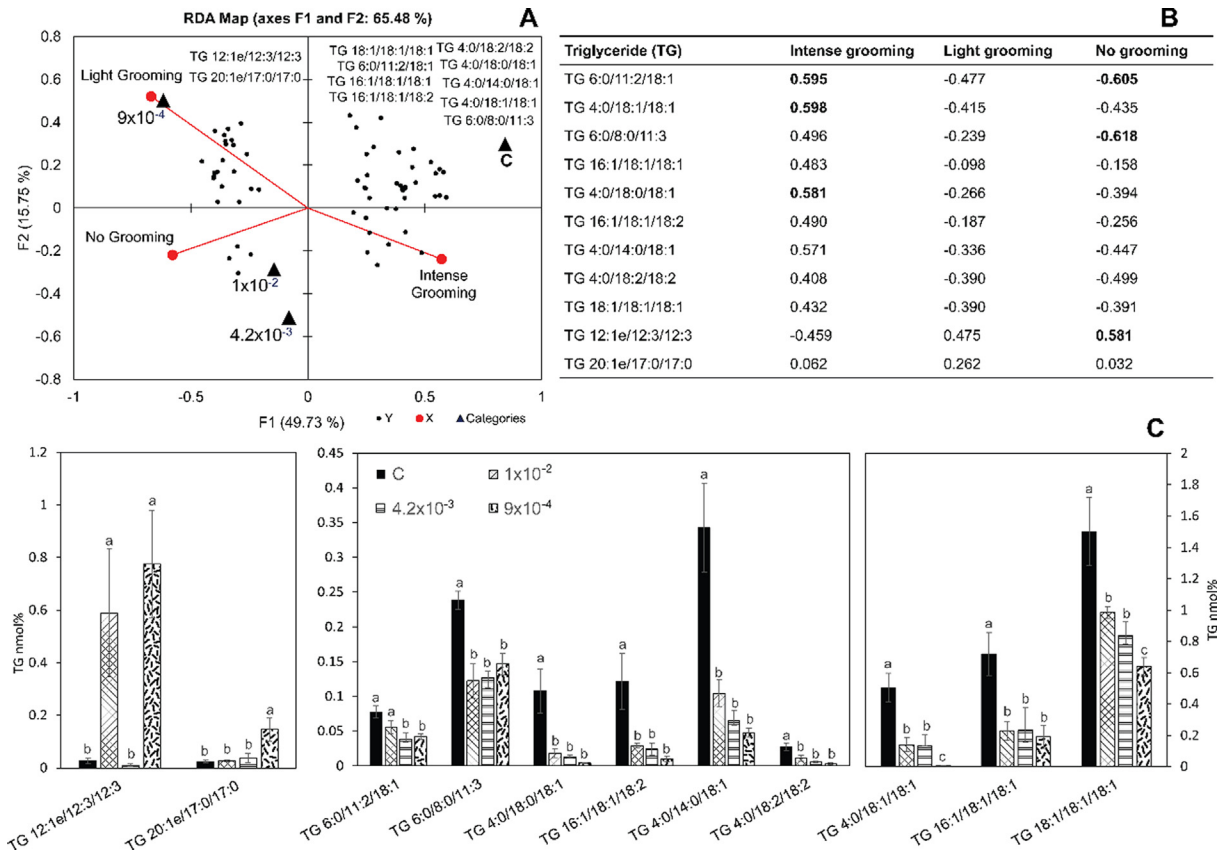 RDA Map (axes F1 and F2: 65.48 %)
A
TG 12:1e/12:3/12:3
TG 20:1e/17:0/17:0
TG 18:1/18:1/18:1
TG 6:0/11:2/18:1
TG 16:1/18:1/18:1
TG 16:1/18:1/18:2
TG 4:0/18:2/18:2
TG 4:0/18:0/18:1
TG 4:0/14:0/18:1
TG 4:0/18:1/18:1
TG 6:0/8:0/11:3
Light Grooming
9x10⁻⁴
C
No Grooming
1x10⁻²
4.2x10⁻³
Intense
Grooming
0.8
0.6
0.4
0.2
0
-0.2
-0.4
-0.6
-0.8
F2 (15.75 %)
-1
-0.5
0
0.5
1
F1 (49.73 %)
Y
X
Categories
B
Triglyceride (TG) Intense grooming Light grooming No grooming
TG 6:0/11:2/18:1 0.595 -0.477 -0.605
TG 4:0/18:1/18:1 0.598 -0.415 -0.435
TG 6:0/8:0/11:3 0.496 -0.239 -0.618
TG 16:1/18:1/18:1 0.483 -0.098 -0.158
TG 4:0/18:0/18:1 0.581 -0.266 -0.394
TG 16:1/18:1/18:2 0.490 -0.187 -0.256
TG 4:0/14:0/18:1 0.571 -0.336 -0.447
TG 4:0/18:2/18:2 0.408 -0.390 -0.499
TG 18:1/18:1/18:1 0.432 -0.390 -0.391
TG 12:1e/12:3/12:3 -0.459 0.475 0.581
TG 20:1e/17:0/17:0 0.062 0.262 0.032
C
TG nmol%
1.2
1
0.8
0.6
0.4
0.2
0
b a b a
b b b a
TG 12:1e/12:3/12:3
TG 20:1e/17:0/17:0
0.45
0.4
0.35
0.3
0.25
0.2
0.15
0.1
0.05
0
C
1x10⁻²
4.2x10⁻³
9x10⁻⁴
a a b b
a b b b
a b b b
a b b b
a b b b
a b b b
TG 6:0/11:2/18:1
TG 6:0/8:0/11:3
TG 4:0/18:0/18:1
TG 16:1/18:1/18:2
TG 4:0/14:0/18:1
TG 4:0/18:2/18:2
a b b c
a b b b
a b b c
TG 4:0/18:1/18:1
TG 16:1/18:1/18:1
TG 18:1/18:1/18:1
2
1.8
1.6
1.4
1.2
1
0.8
0.6
0.4
0.2
0
TG nmol%